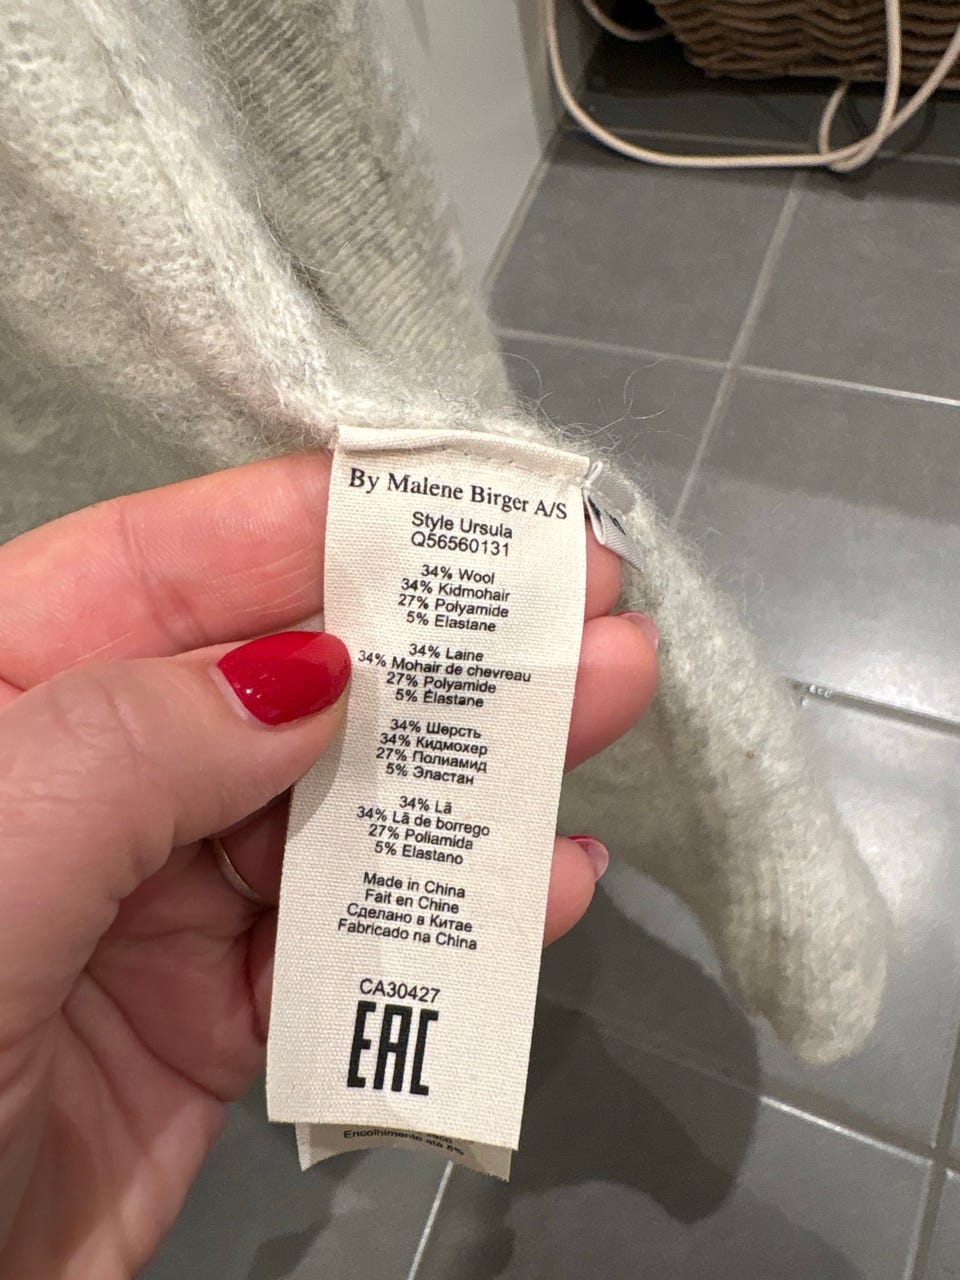 By Malene Birger A/S
Style Ursula
Q56560131
34% Wool
34% Kidmohair
27% Polyamide
5% Elastane
34% Laine
34% Mohair de chevreau
27% Polyamide
5% Élastane
34% Шерсть
34% Кидмохер
27% Полиамид
5% Эластан
34% Lã
34% Lã de borrego
27% Poliamida
5% Elastano
Made in China
Fait en Chine
Сделано в Китае
Fabricado na China
CA30427
EAC
Encolhimento até